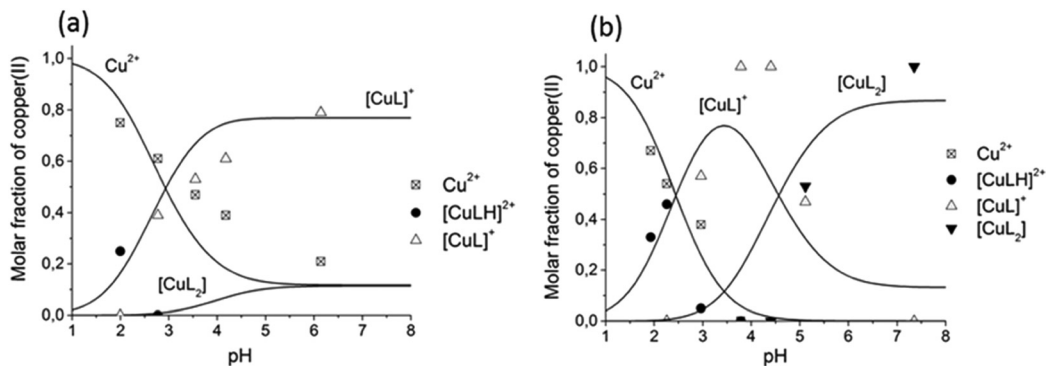 (a)
Molar fraction of copper(II)
1,0
0,8
0,6
0,4
0,2
0,0
Cu²⁺
[CuL]⁺
[CuL₂]
1 2 3 4 5 6 7 8
pH
Cu²⁺
[CuLH]²⁺
[CuL]⁺
(b)
Molar fraction of copper(II)
1,0
0,8
0,6
0,4
0,2
0,0
Cu²⁺
[CuL]⁺
[CuL₂]
1 2 3 4 5 6 7 8
pH
Cu²⁺
[CuLH]²⁺
[CuL]⁺
[CuL₂]